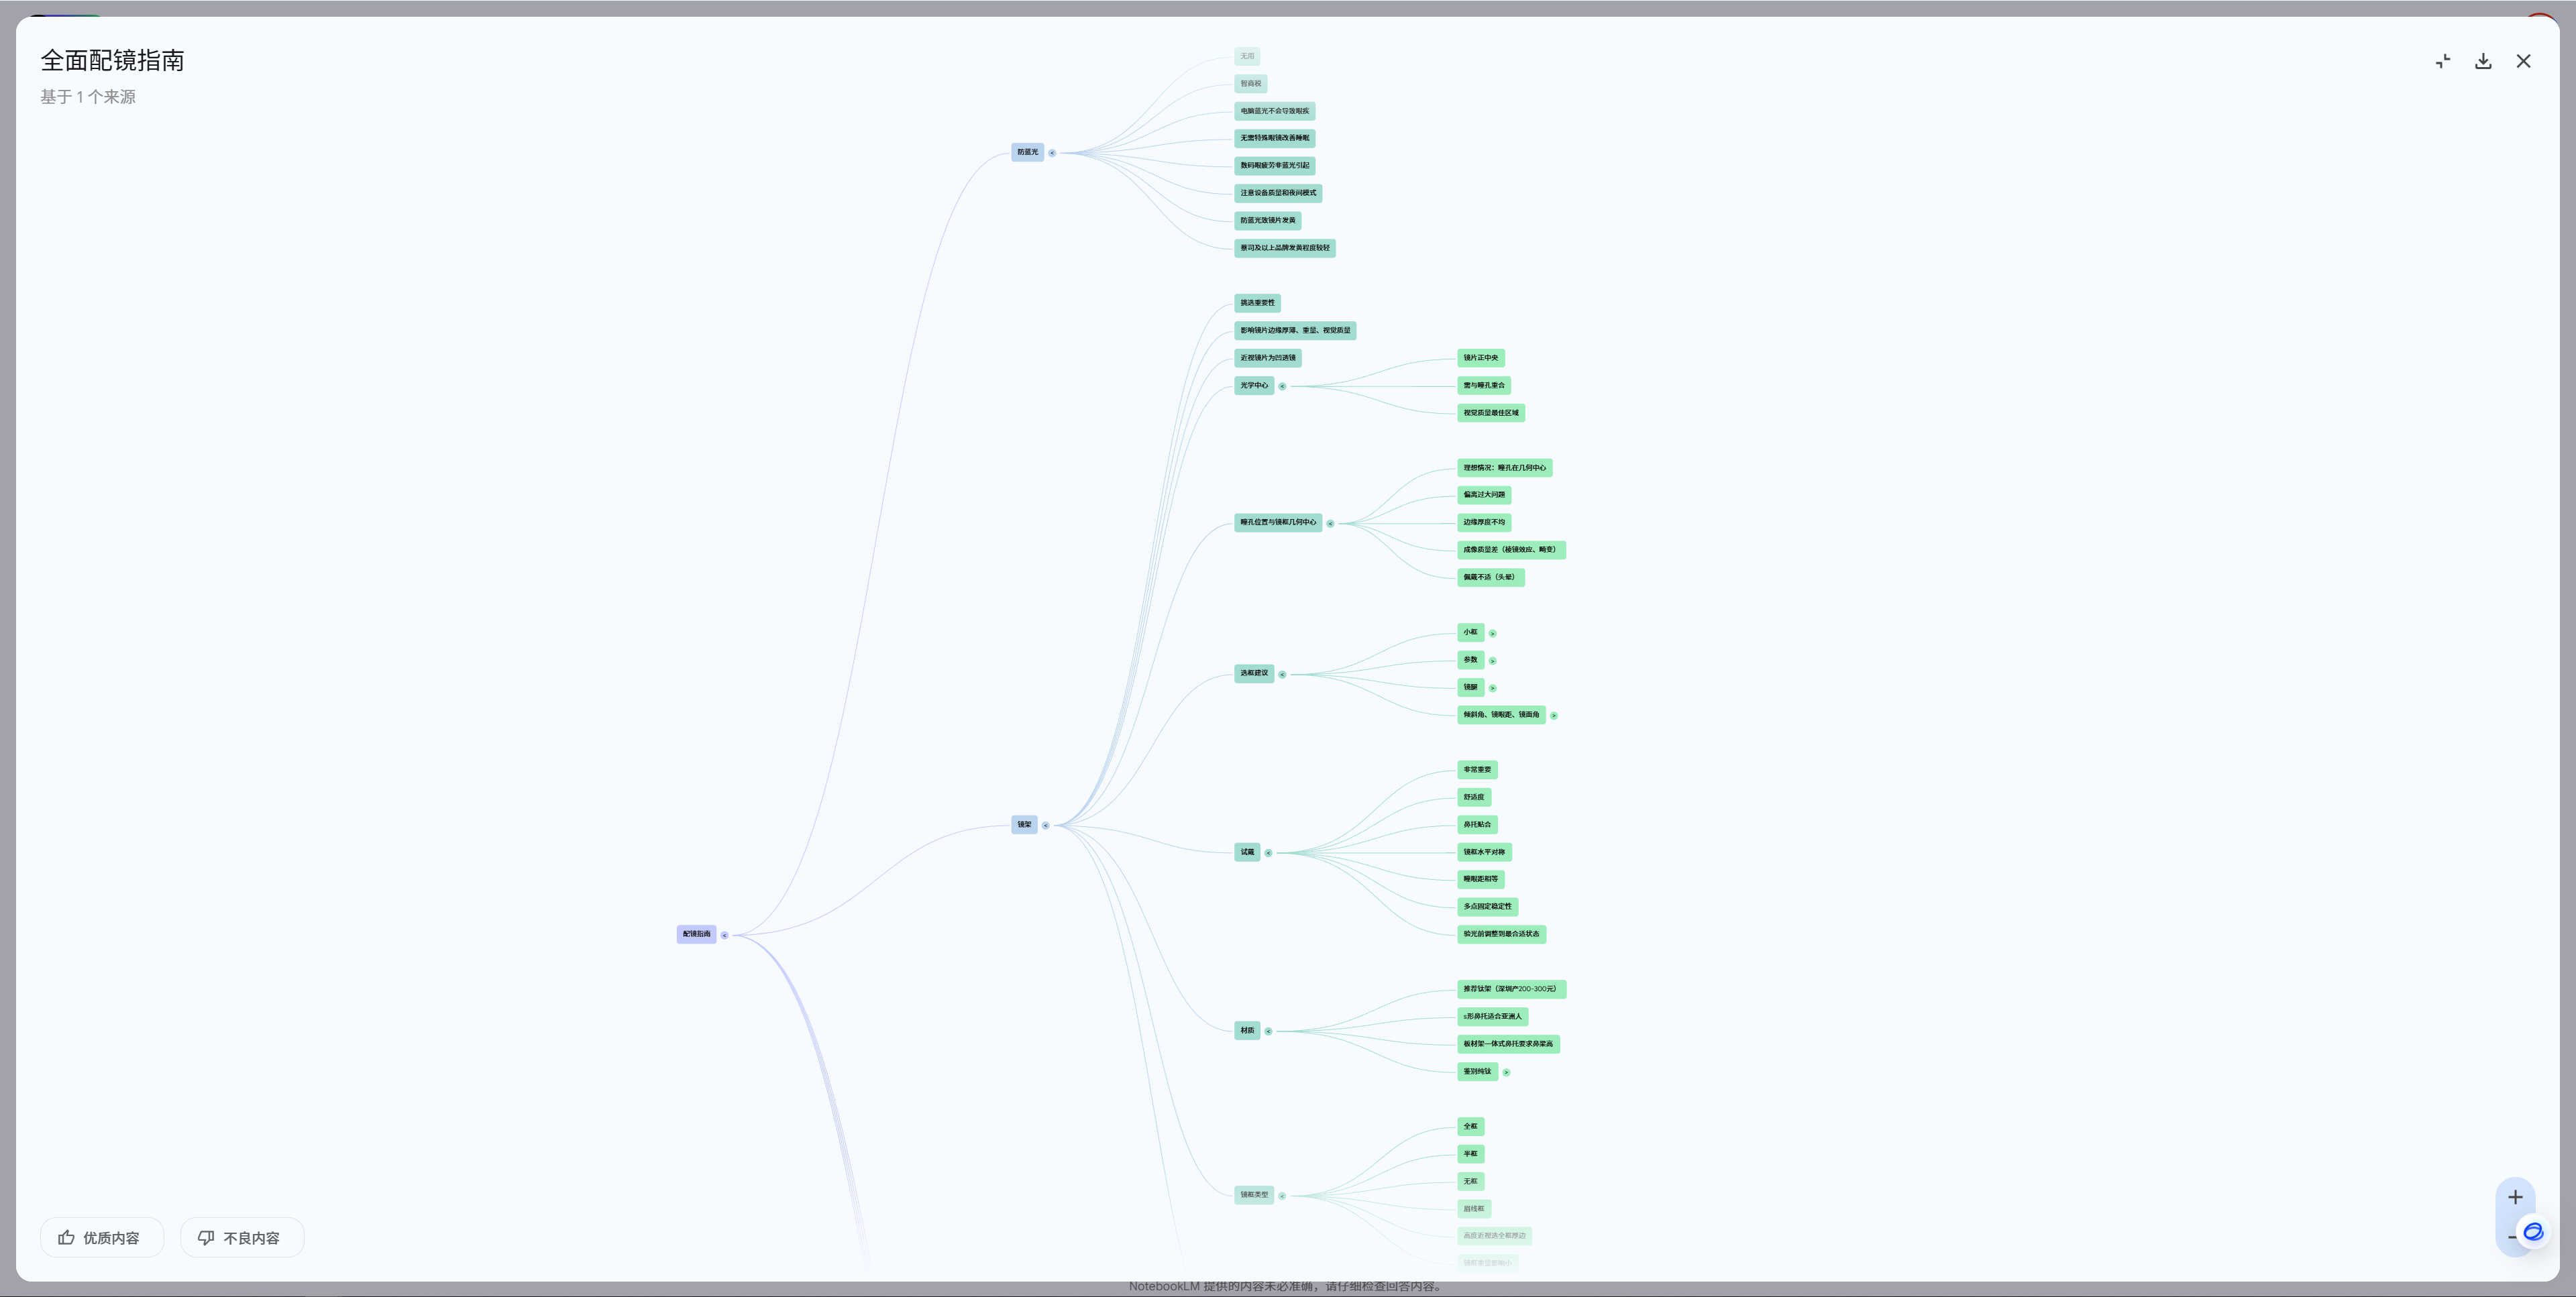 全面配镜指南
基于 1 个来源
无用
智商税
电脑蓝光不会导致眼疾
无需特殊眼镜改善睡眠
防蓝光
数码眼疲劳非蓝光引起
注意设备质量和夜间模式
防蓝光致镜片发黄
蔡司及以上品牌发黄程度较轻
挑选重要性
影响镜片边缘厚薄、重量、视觉质量
近视镜片为凹透镜
光学中心
镜片正中央
需与瞳孔重合
视觉质量最佳区域
瞳孔位置与镜框几何中心
理想情况：瞳孔在几何中心
偏离过大问题
边缘厚度不均
成像质量差（棱镜效应、畸变）
佩戴不适（头晕）
选框建议
小框
参数
镜腿
倾斜角、镜眼距、镜面角
镜架
试戴
非常重要
舒适度
鼻托贴合
镜框水平对称
瞳眼距相等
多点固定稳定性
验光前调整到最合适状态
配镜指南
材质
推荐钛架（深圳产200-300元）
s形鼻托适合亚洲人
板材架一体式鼻托要求鼻梁高
鉴别纯钛
镜框类型
全框
半框
无框
眉线框
高度近视选全框厚边
镜框重量影响小
优质内容
不良内容
NotebookLM 提供的内容未必准确，请仔细检查回答内容。